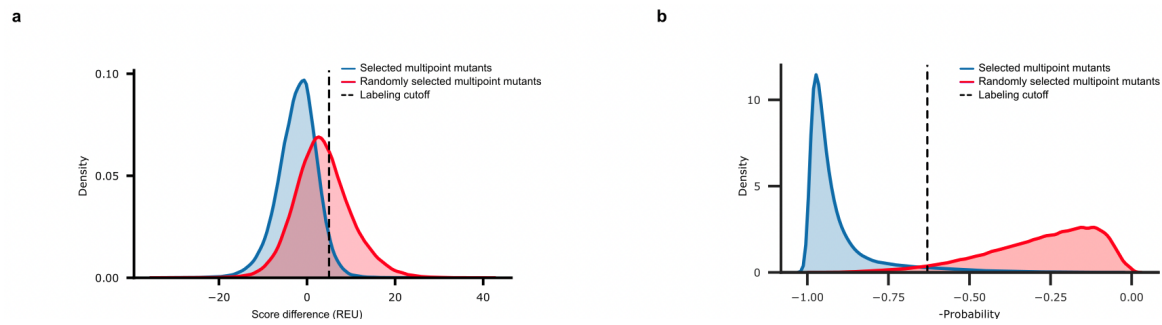 a
Selected multipoint mutants
Randomly selected multipoint mutants
Labeling cutoff
0.10
0.05
0.00
Density
−20
0
20
40
Score difference (REU)
b
Selected multipoint mutants
Randomly selected multipoint mutants
Labeling cutoff
10
5
0
Density
−1.00
−0.75
−0.50
−0.25
0.00
-Probability